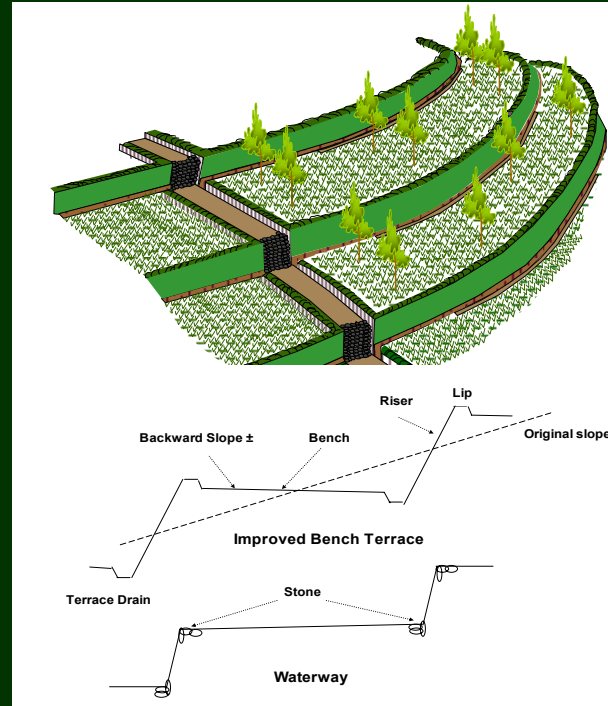 Lip
Riser
Original slope
Backward Slope ±
Bench
Improved Bench Terrace
Terrace Drain
Stone
Waterway